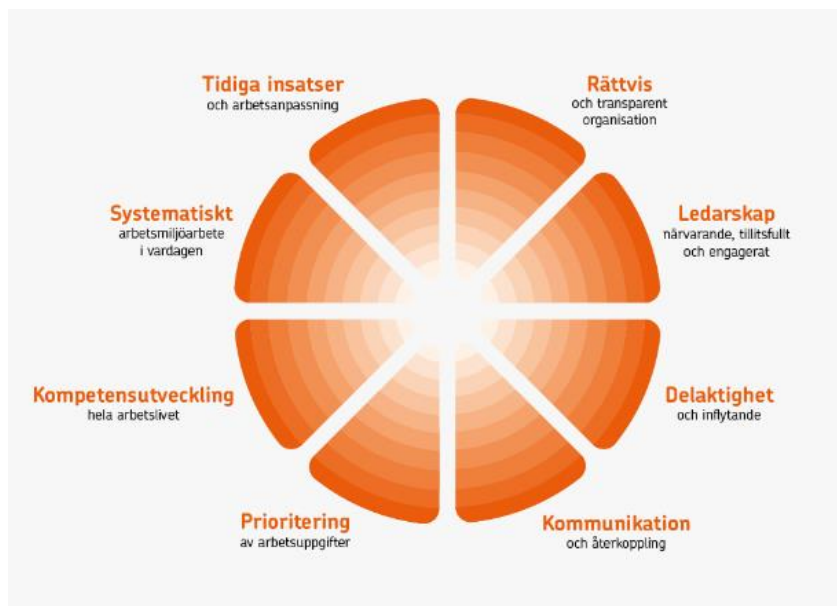 Tidiga insatser
och arbetsanpassning
Rättvis
och transparent
organisation
Ledarskap
närvarande, tillitsfullt
och engagerat
Delaktighet
och inflytande
Kommunikation
och återkoppling
Prioritering
av arbetsuppgifter
Kompetensutveckling
hela arbetslivet
Systematiskt
arbetsmiljöarbete
i vardagen